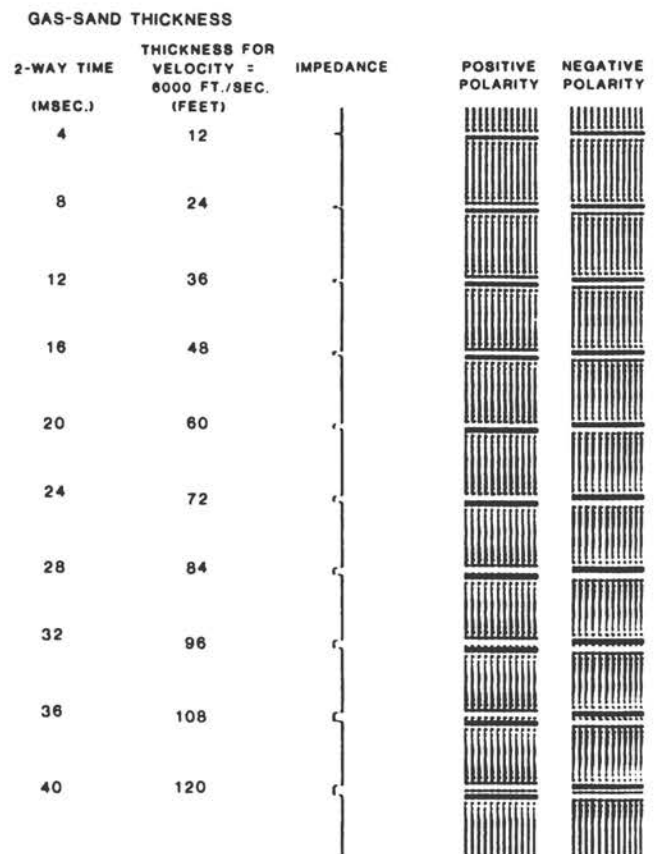 GAS-SAND THICKNESS
2-WAY TIME
(MSEC.)
THICKNESS FOR
VELOCITY =
6000 FT./SEC.
(FEET)
IMPEDANCE
POSITIVE
POLARITY
NEGATIVE
POLARITY
4 12
8 24
12 36
16 48
20 60
24 72
28 84
32 96
36 108
40 120